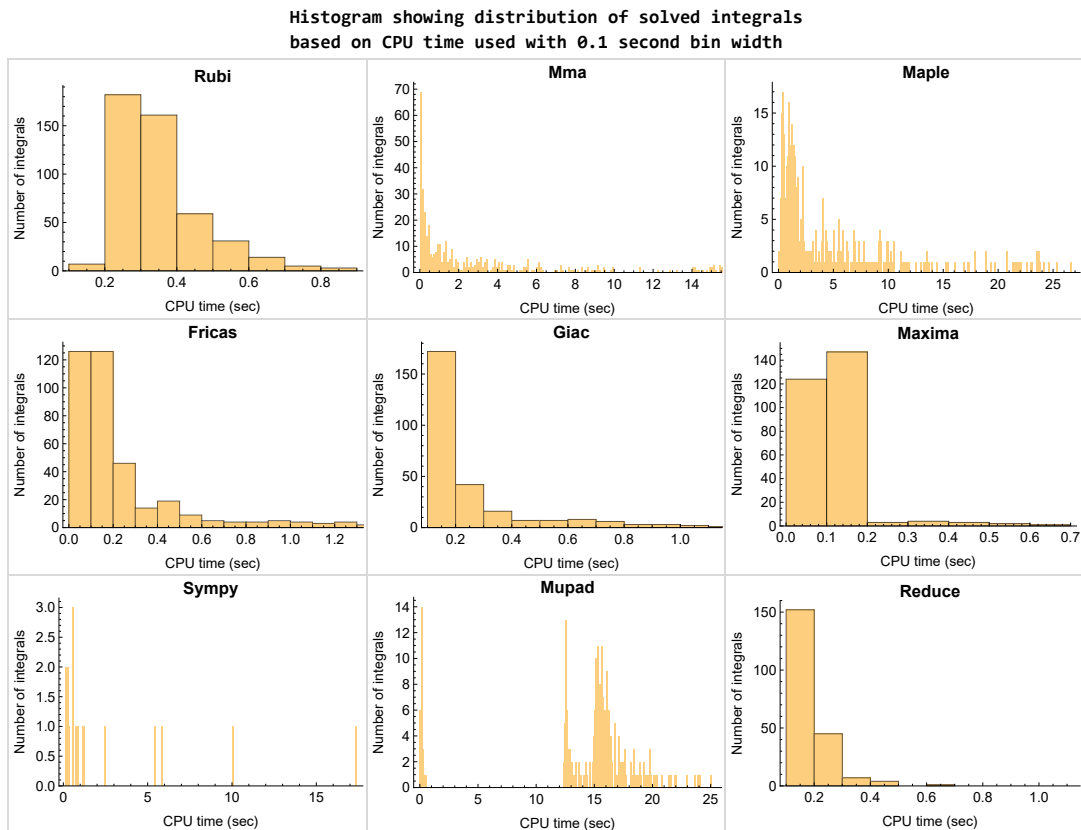 Histogram showing distribution of solved integrals
based on CPU time used with 0.1 second bin width
Rubi
Number of integrals
150
100
50
0
0.2 0.4 0.6 0.8
CPU time (sec)
Mma
Number of integrals
70
60
50
40
30
20
10
0
0 2 4 6 8 10 12 14
CPU time (sec)
Maple
Number of integrals
15
10
5
0
0 5 10 15 20 25
CPU time (sec)
Fricas
Number of integrals
120
100
80
60
40
20
0
0.0 0.2 0.4 0.6 0.8 1.0 1.2
CPU time (sec)
Giac
Number of integrals
150
100
50
0
0.2 0.4 0.6 0.8 1.0
CPU time (sec)
Maxima
Number of integrals
140
120
100
80
60
40
20
0
0.0 0.1 0.2 0.3 0.4 0.5 0.6 0.7
CPU time (sec)
Sympy
Number of integrals
3.0
2.5
2.0
1.5
1.0
0.5
0.0
0 5 10 15
CPU time (sec)
Mupad
Number of integrals
14
12
10
8
6
4
2
0
0 5 10 15 20 25
CPU time (sec)
Reduce
Number of integrals
150
100
50
0
0.2 0.4 0.6 0.8 1.0
CPU time (sec)